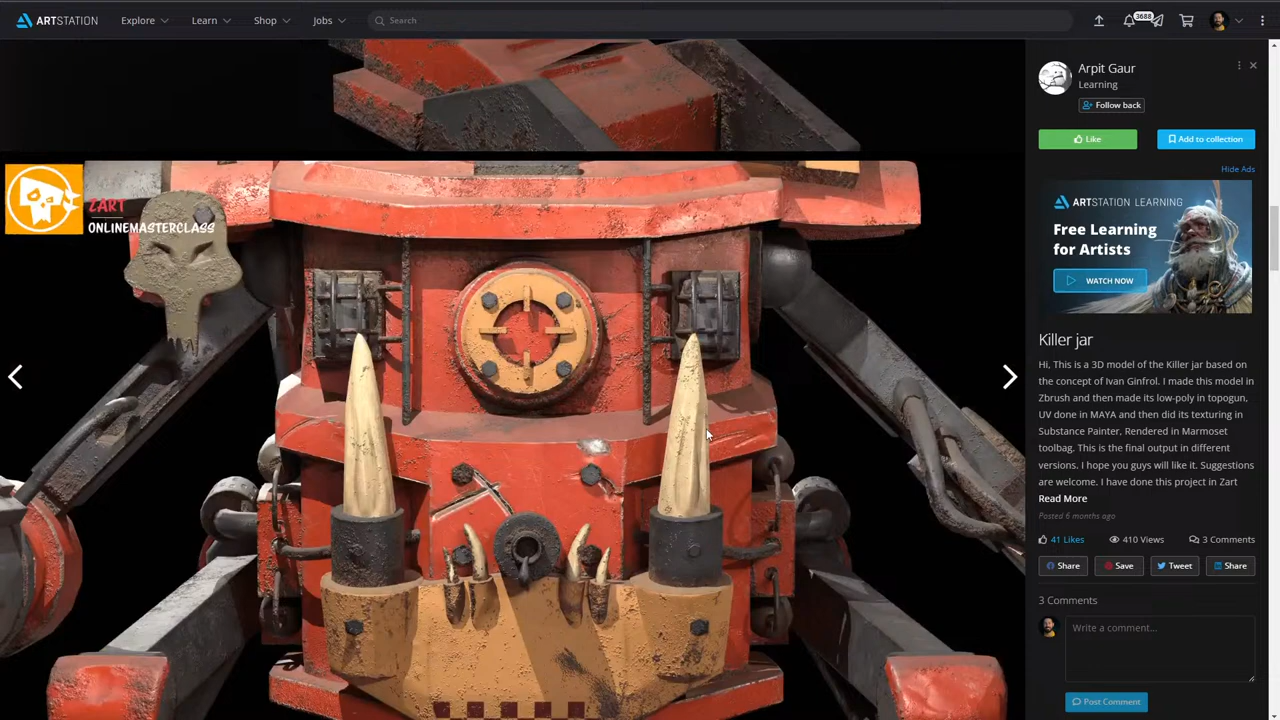 ARTSTATION
Explore
Learn
Shop
Jobs
Search
3688
ZART
ONLINEMASTERCLASS
Arpit Gaur
Learning
Follow back
Like
Add to collection
Hide Ads
ARTSTATION LEARNING
Free Learning
for Artists
WATCH NOW
Killer jar
Hi, This is a 3D model of the Killer jar based on
the concept of Ivan Ginfrol. I made this model in
Zbrush and then made its low-poly in topogun,
UV done in MAYA and then did its texturing in
Substance Painter, Rendered in Marmoset
toolbag. This is the final output in different
versions. I hope you guys will like it. Suggestions
are welcome. I have done this project in Zart
Read More
Posted 6 months ago
41 Likes
410 Views
3 Comments
Share
Save
Tweet
Share
3 Comments
Write a comment...
Post Comment